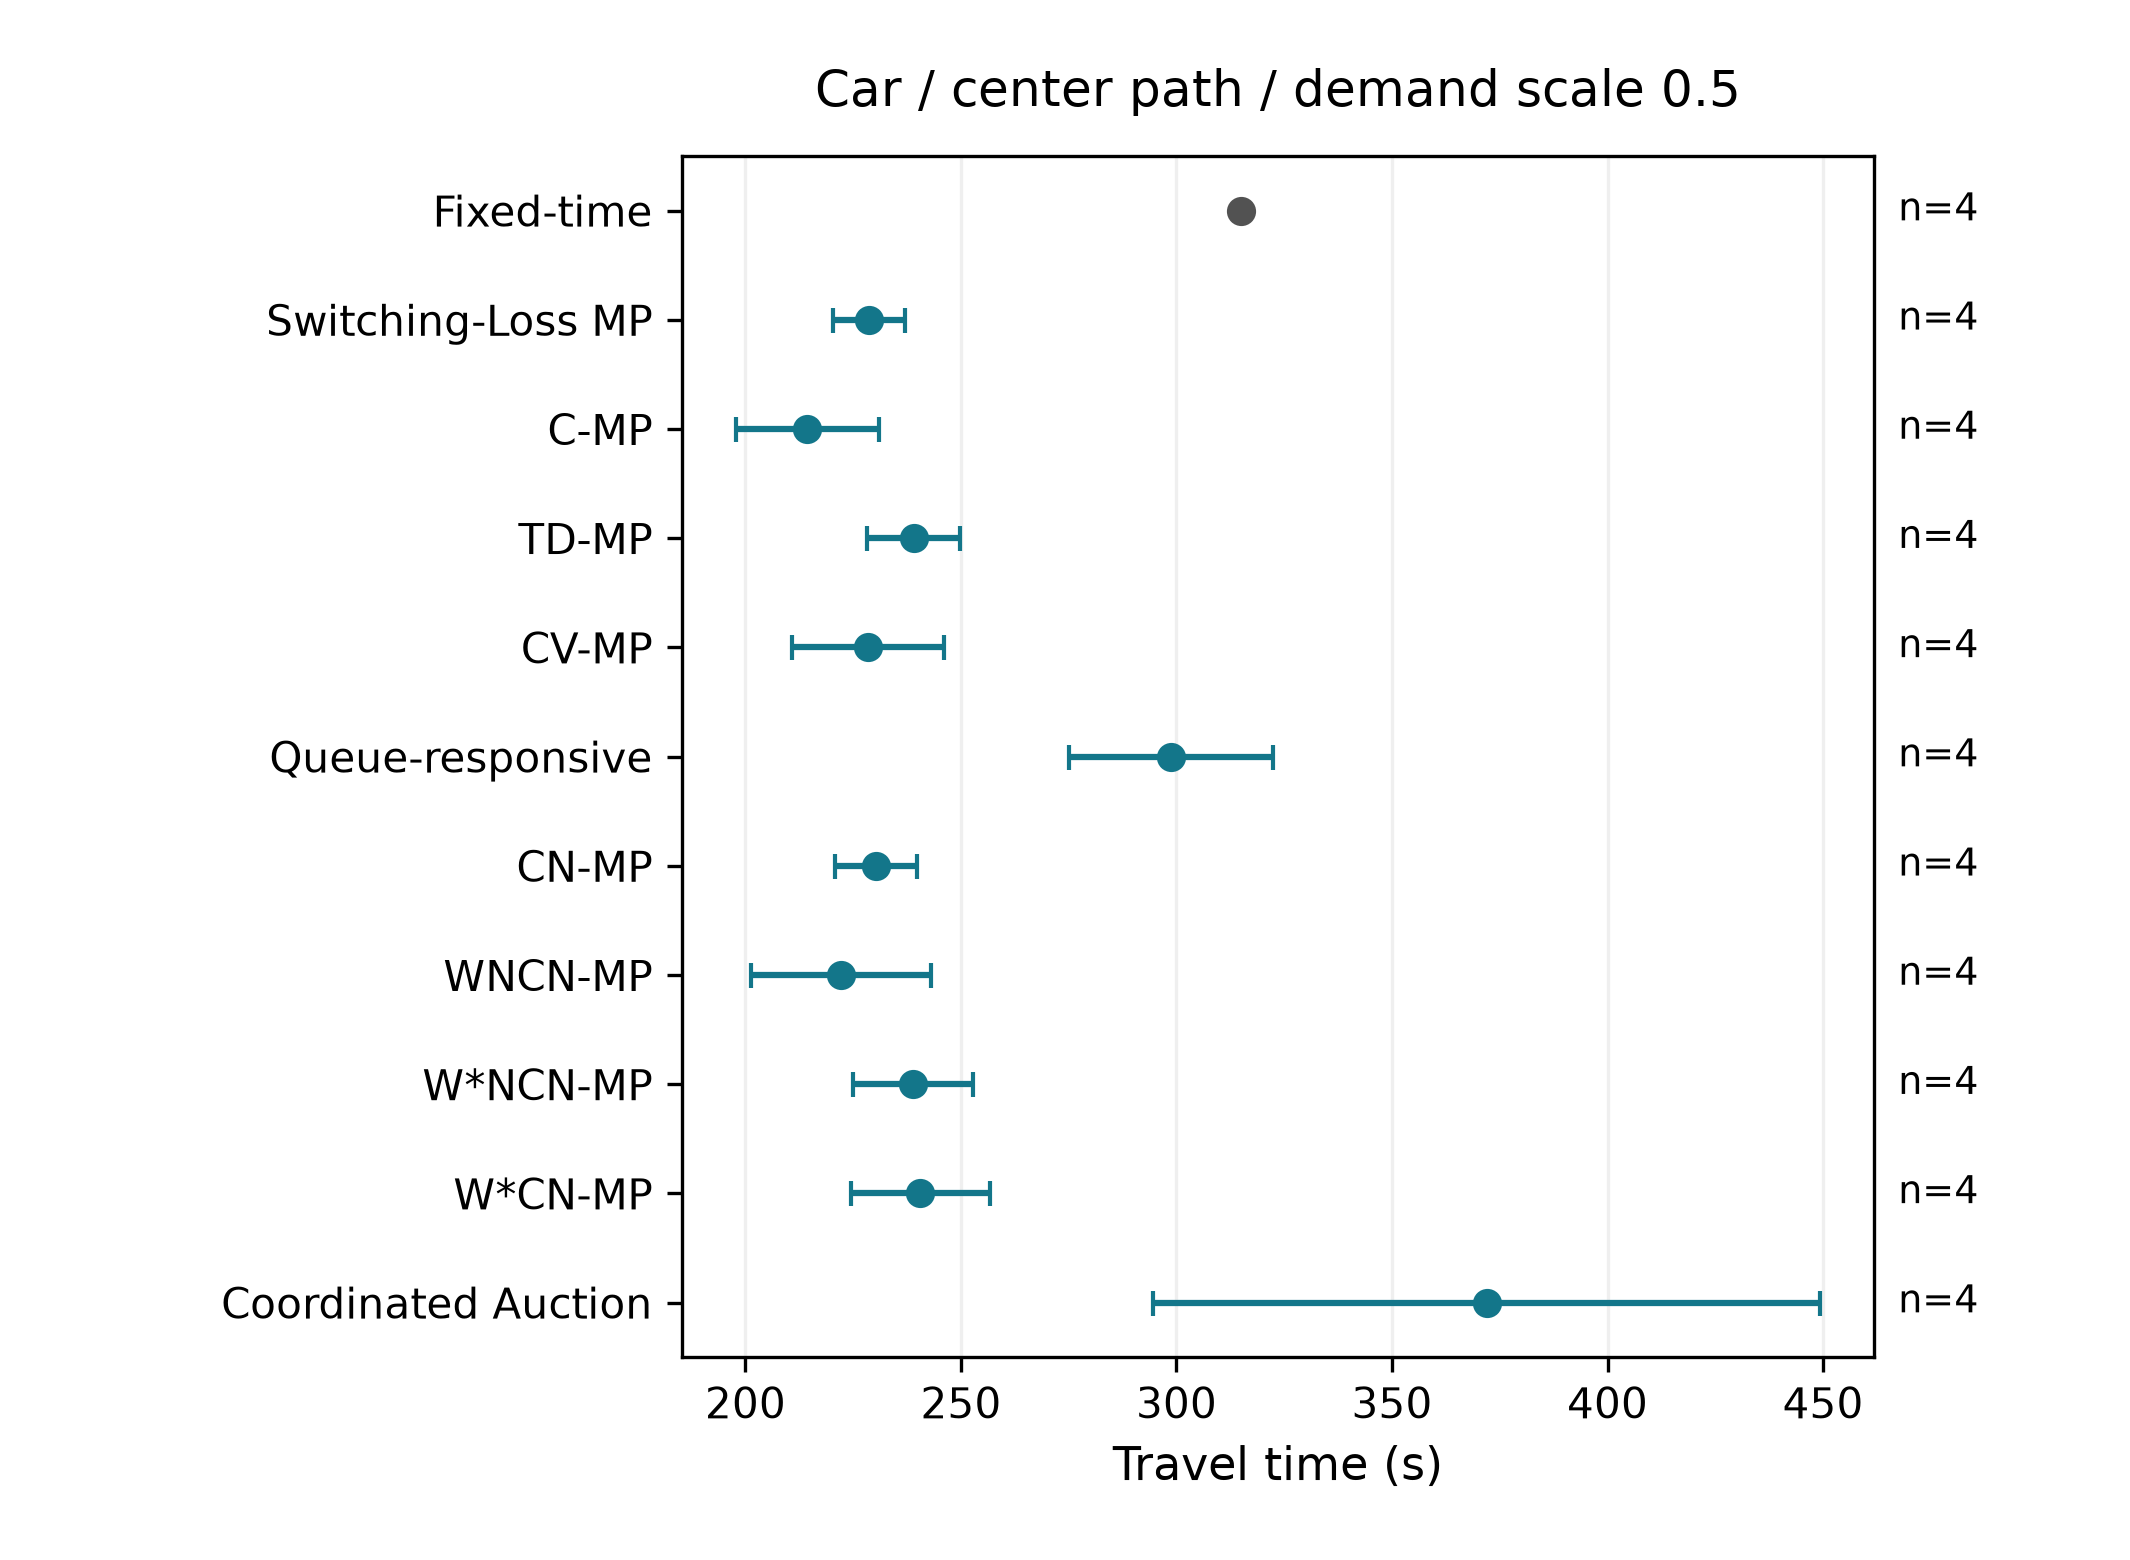 Car / center path / demand scale 0.5
Fixed-time n=4
Switching-Loss MP n=4
C-MP n=4
TD-MP n=4
CV-MP n=4
Queue-responsive n=4
CN-MP n=4
WNCN-MP n=4
W*NCN-MP n=4
W*CN-MP n=4
Coordinated Auction n=4
200 250 300 350 400 450
Travel time (s)